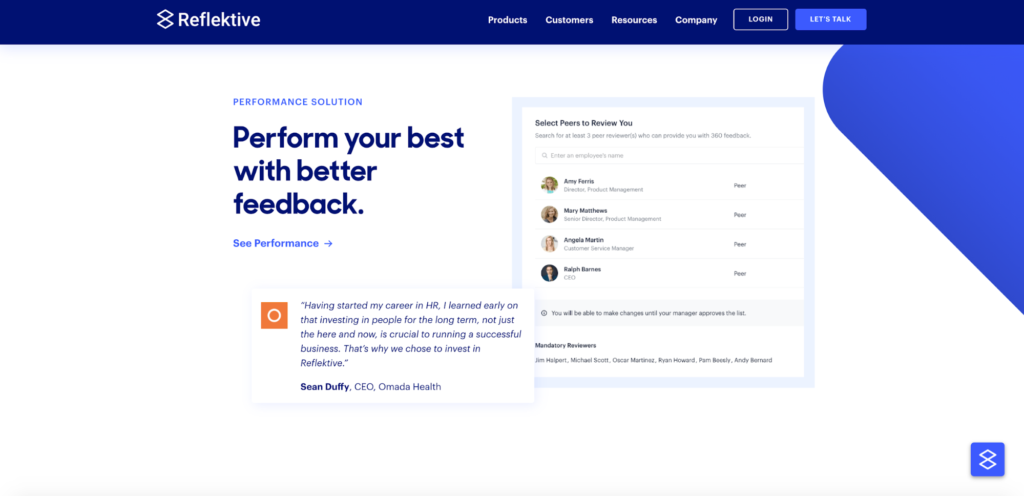 Reflektive
Products Customers Resources Company LOGIN LET'S TALK
PERFORMANCE SOLUTION
Perform your best
with better
feedback.
See Performance →
Select Peers to Review You
Search for at least 3 peer reviewer(s) who can provide you with 360 feedback.
Enter an employee's name
Amy Ferris
Director, Product Management
Peer
Mary Matthews
Senior Director, Product Management
Peer
Angela Martin
Customer Service Manager
Peer
Ralph Barnes
CEO
Peer
You will be able to make changes until your manager approves the list.
Mandatory Reviewers
Jim Halpert, Michael Scott, Oscar Martinez, Ryan Howard, Pam Beesly, Andy Bernard
"Having started my career in HR, I learned early on
that investing in people for the long term, not just
the here and now, is crucial to running a successful
business. That's why we chose to invest in
Reflektive."
Sean Duffy, CEO, Omada Health